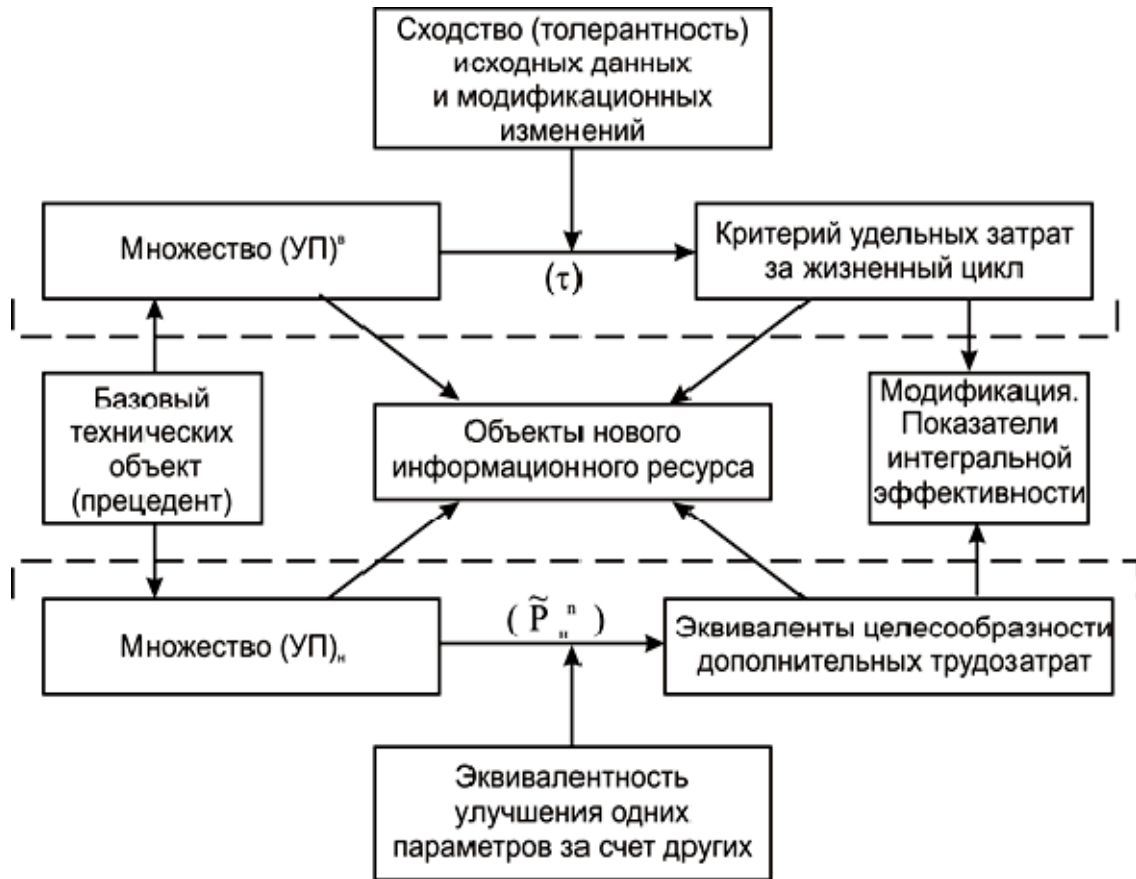 Сходство (толерантность)
исходных данных
и модификационных
изменений
Множество (УП)ᴮ
(τ)
Критерий удельных затрат
за жизненный цикл
Базовый
технических
объект
(прецедент)
Объекты нового
информационного ресурса
Модификация.
Показатели
интегральной
эффективности
Множество (УП)ₙ
( P̃ ₙ ⁿ )
Эквиваленты целесообразности
дополнительных трудозатрат
Эквивалентность
улучшения одних
параметров за счет других